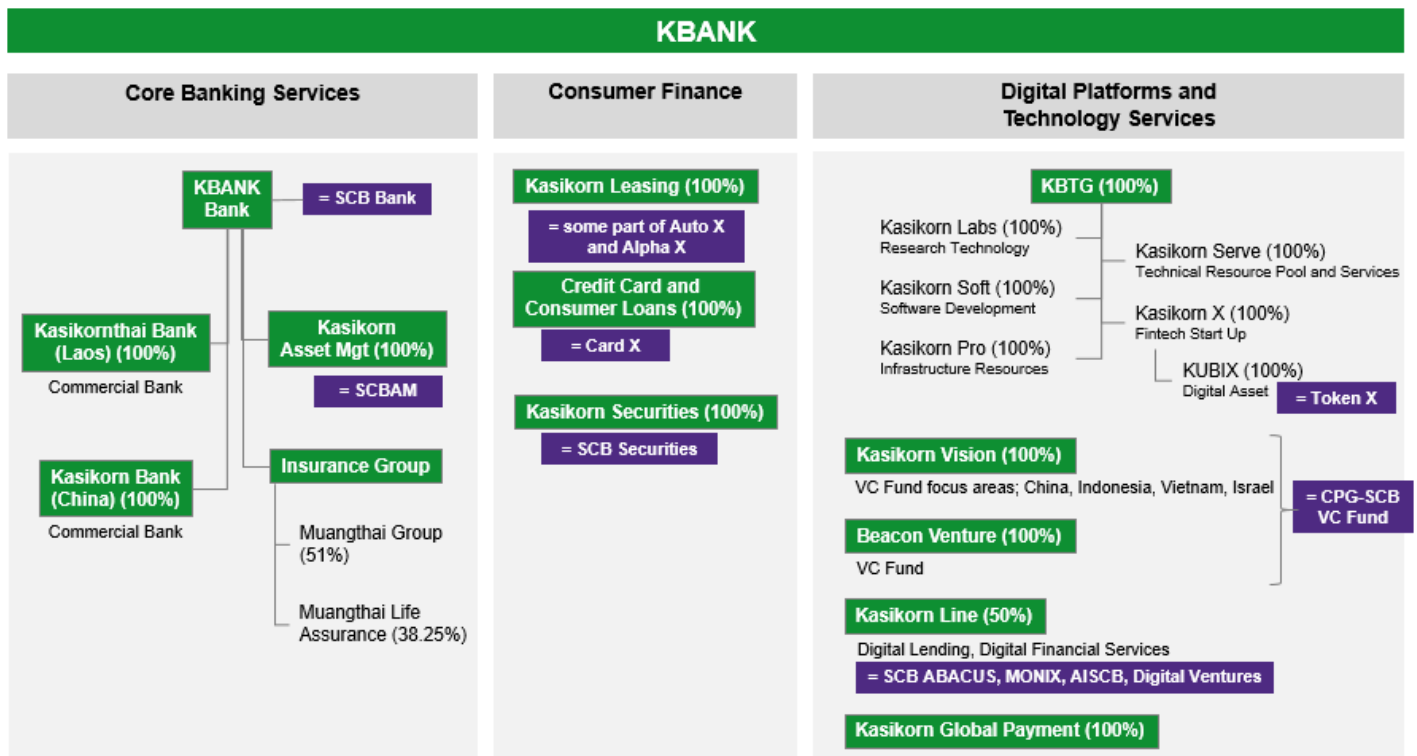 KBANK
Core Banking Services
KBANK
Bank
= SCB Bank
Kasikornthai Bank
(Laos) (100%)
Commercial Bank
Kasikorn
Asset Mgt (100%)
= SCBAM
Kasikorn Bank
(China) (100%)
Commercial Bank
Insurance Group
Muangthai Group
(51%)
Muangthai Life
Assurance (38.25%)
Consumer Finance
Kasikorn Leasing (100%)
= some part of Auto X
and Alpha X
Credit Card and
Consumer Loans (100%)
= Card X
Kasikorn Securities (100%)
= SCB Securities
Digital Platforms and
Technology Services
KBTG (100%)
Kasikorn Labs (100%)
Research Technology
Kasikorn Serve (100%)
Technical Resource Pool and Services
Kasikorn Soft (100%)
Software Development
Kasikorn X (100%)
Fintech Start Up
Kasikorn Pro (100%)
Infrastructure Resources
KUBIX (100%)
Digital Asset
= Token X
Kasikorn Vision (100%)
VC Fund focus areas; China, Indonesia, Vietnam, Israel
= CPG-SCB
VC Fund
Beacon Venture (100%)
VC Fund
Kasikorn Line (50%)
Digital Lending, Digital Financial Services
= SCB ABACUS, MONIX, AISCB, Digital Ventures
Kasikorn Global Payment (100%)